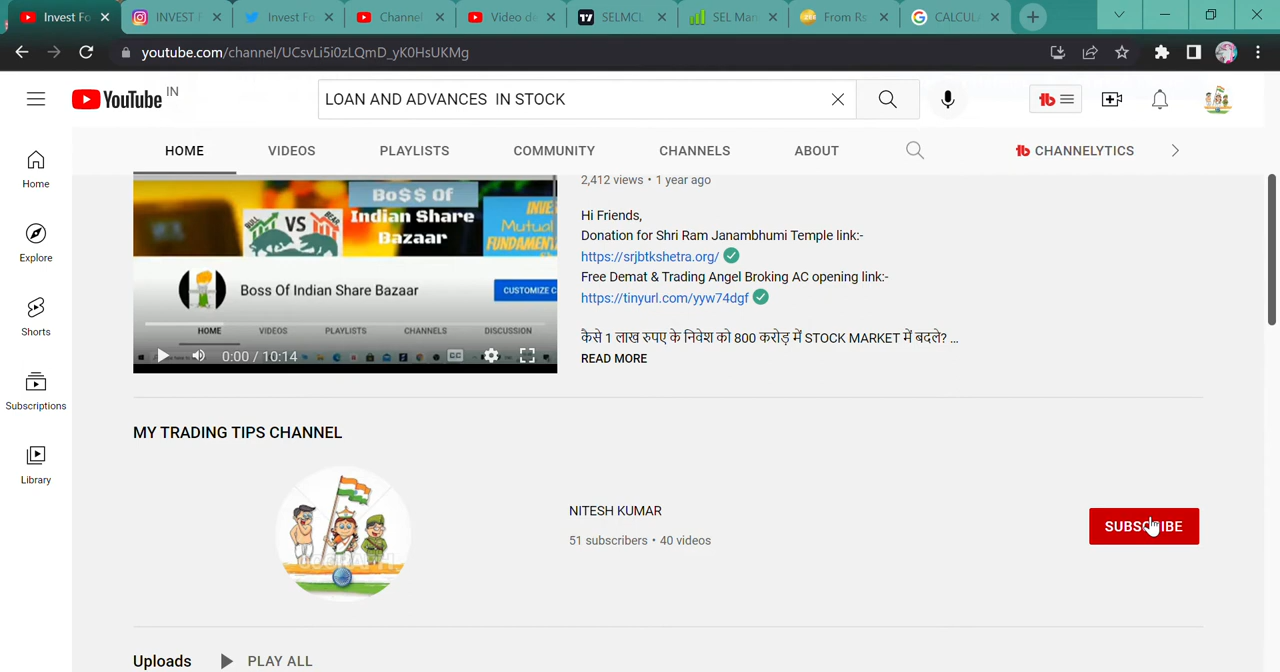 Invest Fo
INVEST F
Invest Fo
Channel
Video de
SELMCL
SEL Man
From Rs
CALCUL
youtube.com/channel/UCsvLi5i0zLQmD_yK0HsUKMg
YouTube IN
LOAN AND ADVANCES IN STOCK
HOME VIDEOS PLAYLISTS COMMUNITY CHANNELS ABOUT CHANNELYTICS
Home
Explore
Shorts
Subscriptions
Library
Bo$$ Of
Indian Share
Bazaar
BULL VS BEAR
INVE
Mutual
FUNDAMENT
Boss Of Indian Share Bazaar
CUSTOMIZE C
HOME VIDEOS PLAYLISTS CHANNELS DISCUSSION
0:00 / 10:14
2,412 views • 1 year ago
Hi Friends,
Donation for Shri Ram Janambhumi Temple link:-
https://srjbtkshetra.org/
Free Demat & Trading Angel Broking AC opening link:-
https://tinyurl.com/yyw74dgf
कैसे 1 लाख रुपए के निवेश को 800 करोड़ में STOCK MARKET में बदले? ...
READ MORE
MY TRADING TIPS CHANNEL
NITESH KUMAR
51 subscribers • 40 videos
SUBSCRIBE
Uploads PLAY ALL